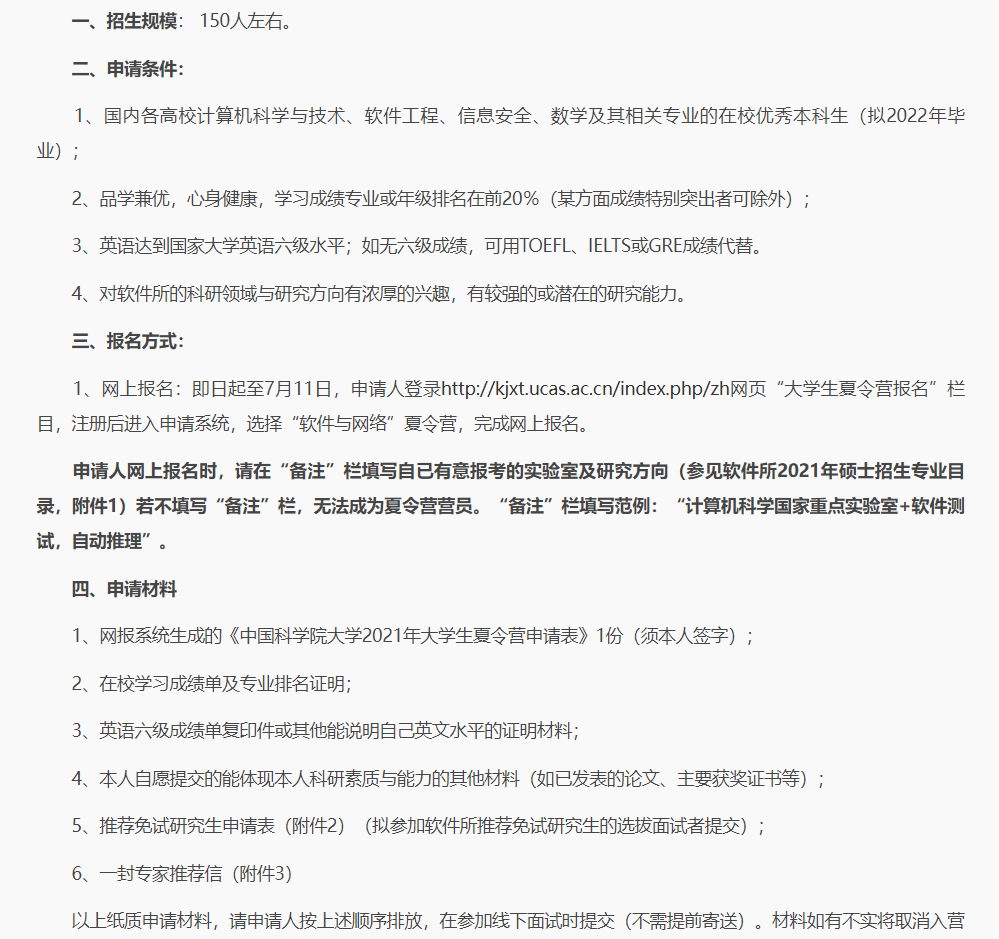 一、招生规模： 150人左右。
二、申请条件：
1、国内各高校计算机科学与技术、软件工程、信息安全、数学及其相关专业的在校优秀本科生（拟2022年毕
业）；
2、品学兼优，心身健康，学习成绩专业或年级排名在前20%（某方面成绩特别突出者可除外）；
3、英语达到国家大学英语六级水平；如无六级成绩，可用TOEFL、IELTS或GRE成绩代替。
4、对软件所的科研领域与研究方向有浓厚的兴趣，有较强的或潜在的研究能力。
三、报名方式：
1、网上报名：即日起至7月11日，申请人登录http://kjxt.ucas.ac.cn/index.php/zh网页“大学生夏令营报名”栏
目，注册后进入申请系统，选择“软件与网络”夏令营，完成网上报名。
申请人网上报名时，请在“备注”栏填写自已有意报考的实验室及研究方向（参见软件所2021年硕士招生专业目
录，附件1）若不填写“备注”栏，无法成为夏令营营员。“备注”栏填写范例：“计算机科学国家重点实验室+软件测
试，自动推理”。
四、申请材料
1、网报系统生成的《中国科学院大学2021年大学生夏令营申请表》1份（须本人签字）；
2、在校学习成绩单及专业排名证明；
3、英语六级成绩单复印件或其他能说明自己英文水平的证明材料；
4、本人自愿提交的能体现本人科研素质与能力的其他材料（如已发表的论文、主要获奖证书等）；
5、推荐免试研究生申请表（附件2）（拟参加软件所推荐免试研究生的选拔面试者提交）；
6、一封专家推荐信（附件3）
以上纸质申请材料，请申请人按上述顺序排放，在参加线下面试时提交（不需提前寄送）。材料如有不实将取消入营